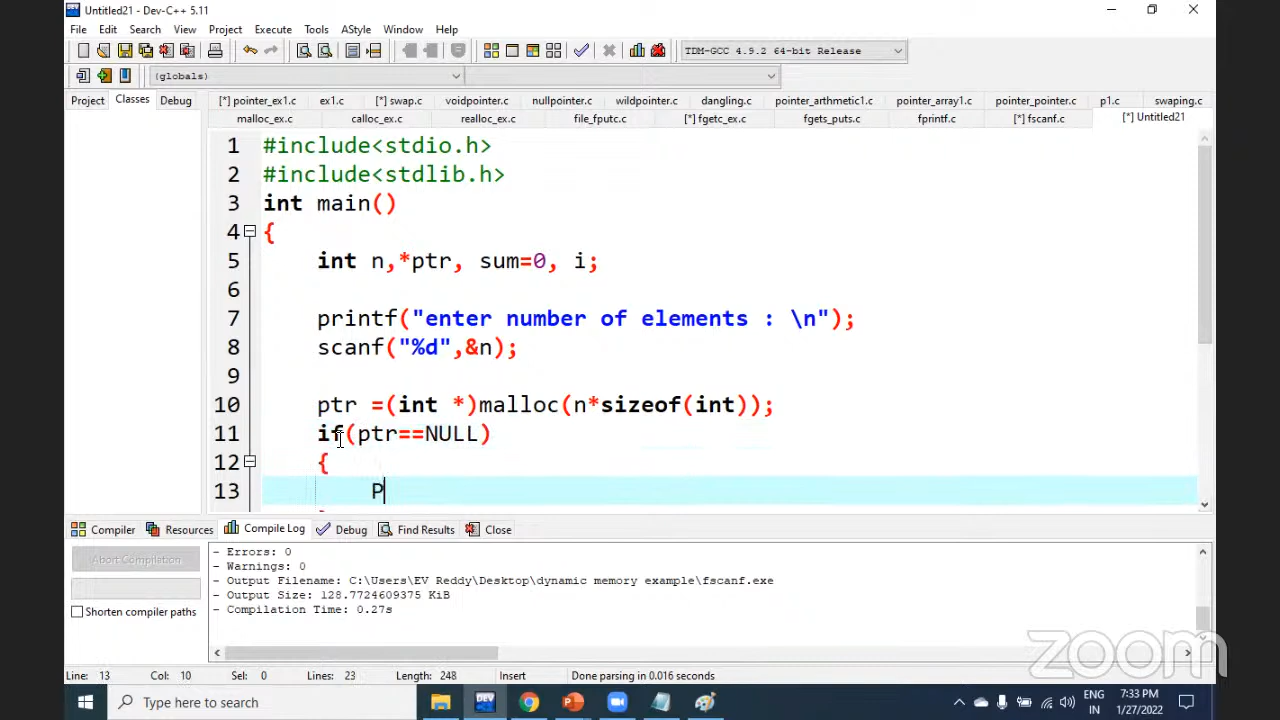 Untitled21 - Dev-C++ 5.11
File Edit Search View Project Execute Tools AStyle Window Help
TDM-GCC 4.9.2 64-bit Release
(globals)
Project Classes Debug
[*] pointer_ex1.c ex1.c [*] swap.c voidpointer.c nullpointer.c wildpointer.c dangling.c pointer_arthmetic1.c pointer_array1.c pointer_pointer.c p1.c swaping.c
malloc_ex.c calloc_ex.c realloc_ex.c file_fputc.c [*] fgetc_ex.c fgets_puts.c fprintf.c [*] fscanf.c [*] Untitled21
1 #include<stdio.h>
2 #include<stdlib.h>
3 int main()
4 {
5 int n,*ptr, sum=0, i;
6
7 printf("enter number of elements : \n");
8 scanf("%d",&n);
9
10 ptr =(int *)malloc(n*sizeof(int));
11 if(ptr==NULL)
12 {
13 P
Compiler Resources Compile Log Debug Find Results Close
Abort Compilation
Shorten compiler paths
- Errors: 0
- Warnings: 0
- Output Filename: C:\Users\EV Reddy\Desktop\dynamic memory example\fscanf.exe
- Output Size: 128.7724609375 KiB
- Compilation Time: 0.27s
zoom
Line: 13 Col: 10 Sel: 0 Lines: 23 Length: 248 Insert Done parsing in 0.016 seconds
Type here to search
DEV
ENG
IN
7:33 PM
1/27/2022